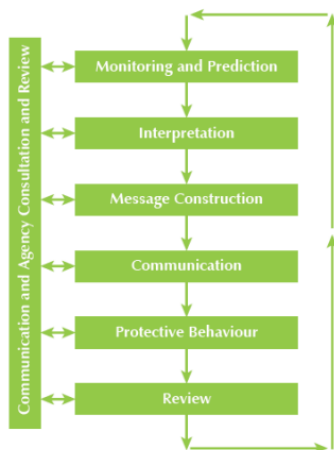 Communication and Agency Consultation and Review
Monitoring and Prediction
Interpretation
Message Construction
Communication
Protective Behaviour
Review